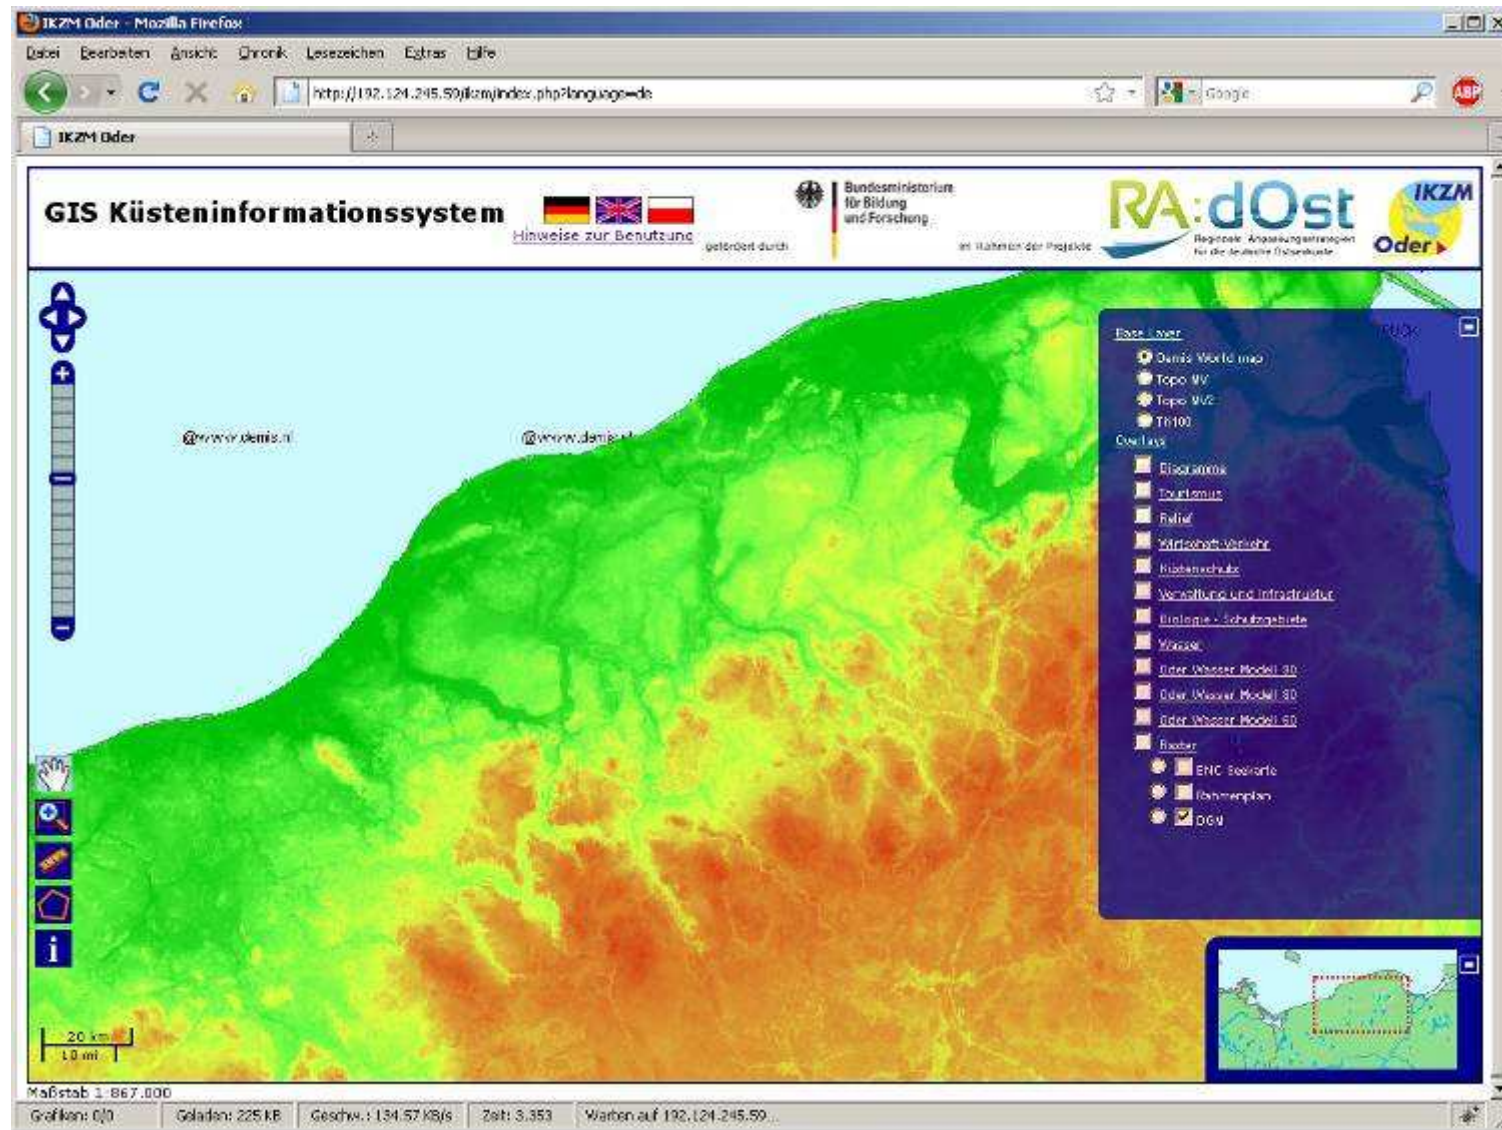 IKZM Oder - Mozilla Firefox
Datei Bearbeiten Ansicht Chronik Lesezeichen Extras Hilfe
http://192.124.245.59/ikzm/index.php?language=de
Google
ABP
IKZM Oder
GIS Küsteninformationssystem
Hinweise zur Benutzung
gefördert durch
Bundesministerium
für Bildung
und Forschung
im Rahmen der Projekte
RA:dOst
Regionale Anpassungsstrategien
für die deutsche Ostseeküste
IKZM
Oder
@www.demis.nl
@www.demis.nl
Base Layer
Demis World map
Topo MV
Topo MV2
TK100
Overlays
Diagramme
Tourismus
Relief
Wirtschaft-Verkehr
Küstenschutz
Verwaltung und Infrastruktur
Biologie - Schutzgebiete
Wasser
Oder Wasser Modell
Oder Wasser Modell
Oder Wasser Modell 60
Raster
ENC Seekarte
Rahmenplan
DGM
i
20 km
10 mi
Maßstab 1:867.000
Grafiken: 0/0 Geladen: 225 KB Geschw.: 134.57 KB/s Zeit: 3.353 Warten auf 192.124.245.59...